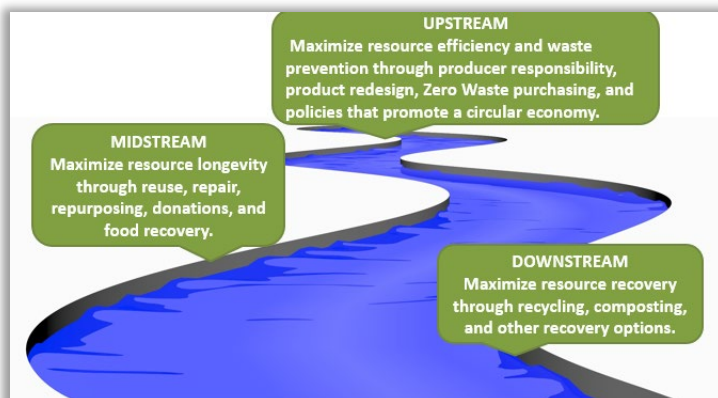 UPSTREAM
Maximize resource efficiency and waste
prevention through producer responsibility,
product redesign, Zero Waste purchasing, and
policies that promote a circular economy.
MIDSTREAM
Maximize resource longevity
through reuse, repair,
repurposing, donations, and
food recovery.
DOWNSTREAM
Maximize resource recovery
through recycling, composting,
and other recovery options.